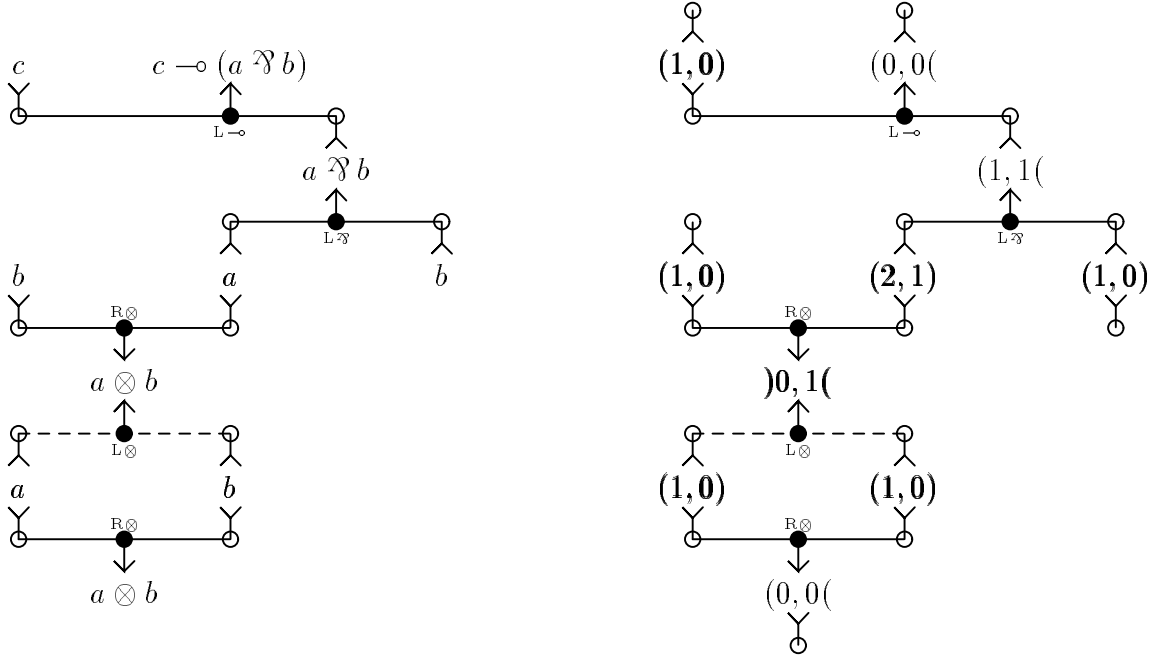 c c ⊸ (a ⅋ b) (1, 0) (0, 0(
L⊸ L⊸
a ⅋ b (1, 1(
L⅋ L⅋
b a b (1, 0) (2, 1) (1, 0)
R⊗ R⊗
a ⊗ b )0, 1(
L⊗ L⊗
a b (1, 0) (1, 0)
R⊗ R⊗
a ⊗ b (0, 0(